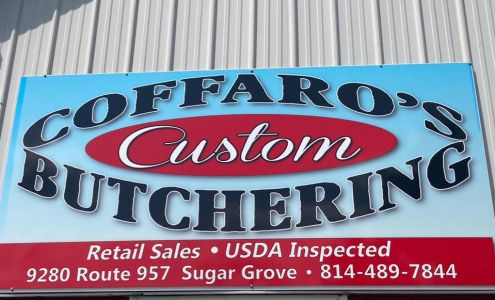 COFFARO'S
Custom
BUTCHERING
Retail Sales • USDA Inspected
9280 Route 957 Sugar Grove • 814-489-7844